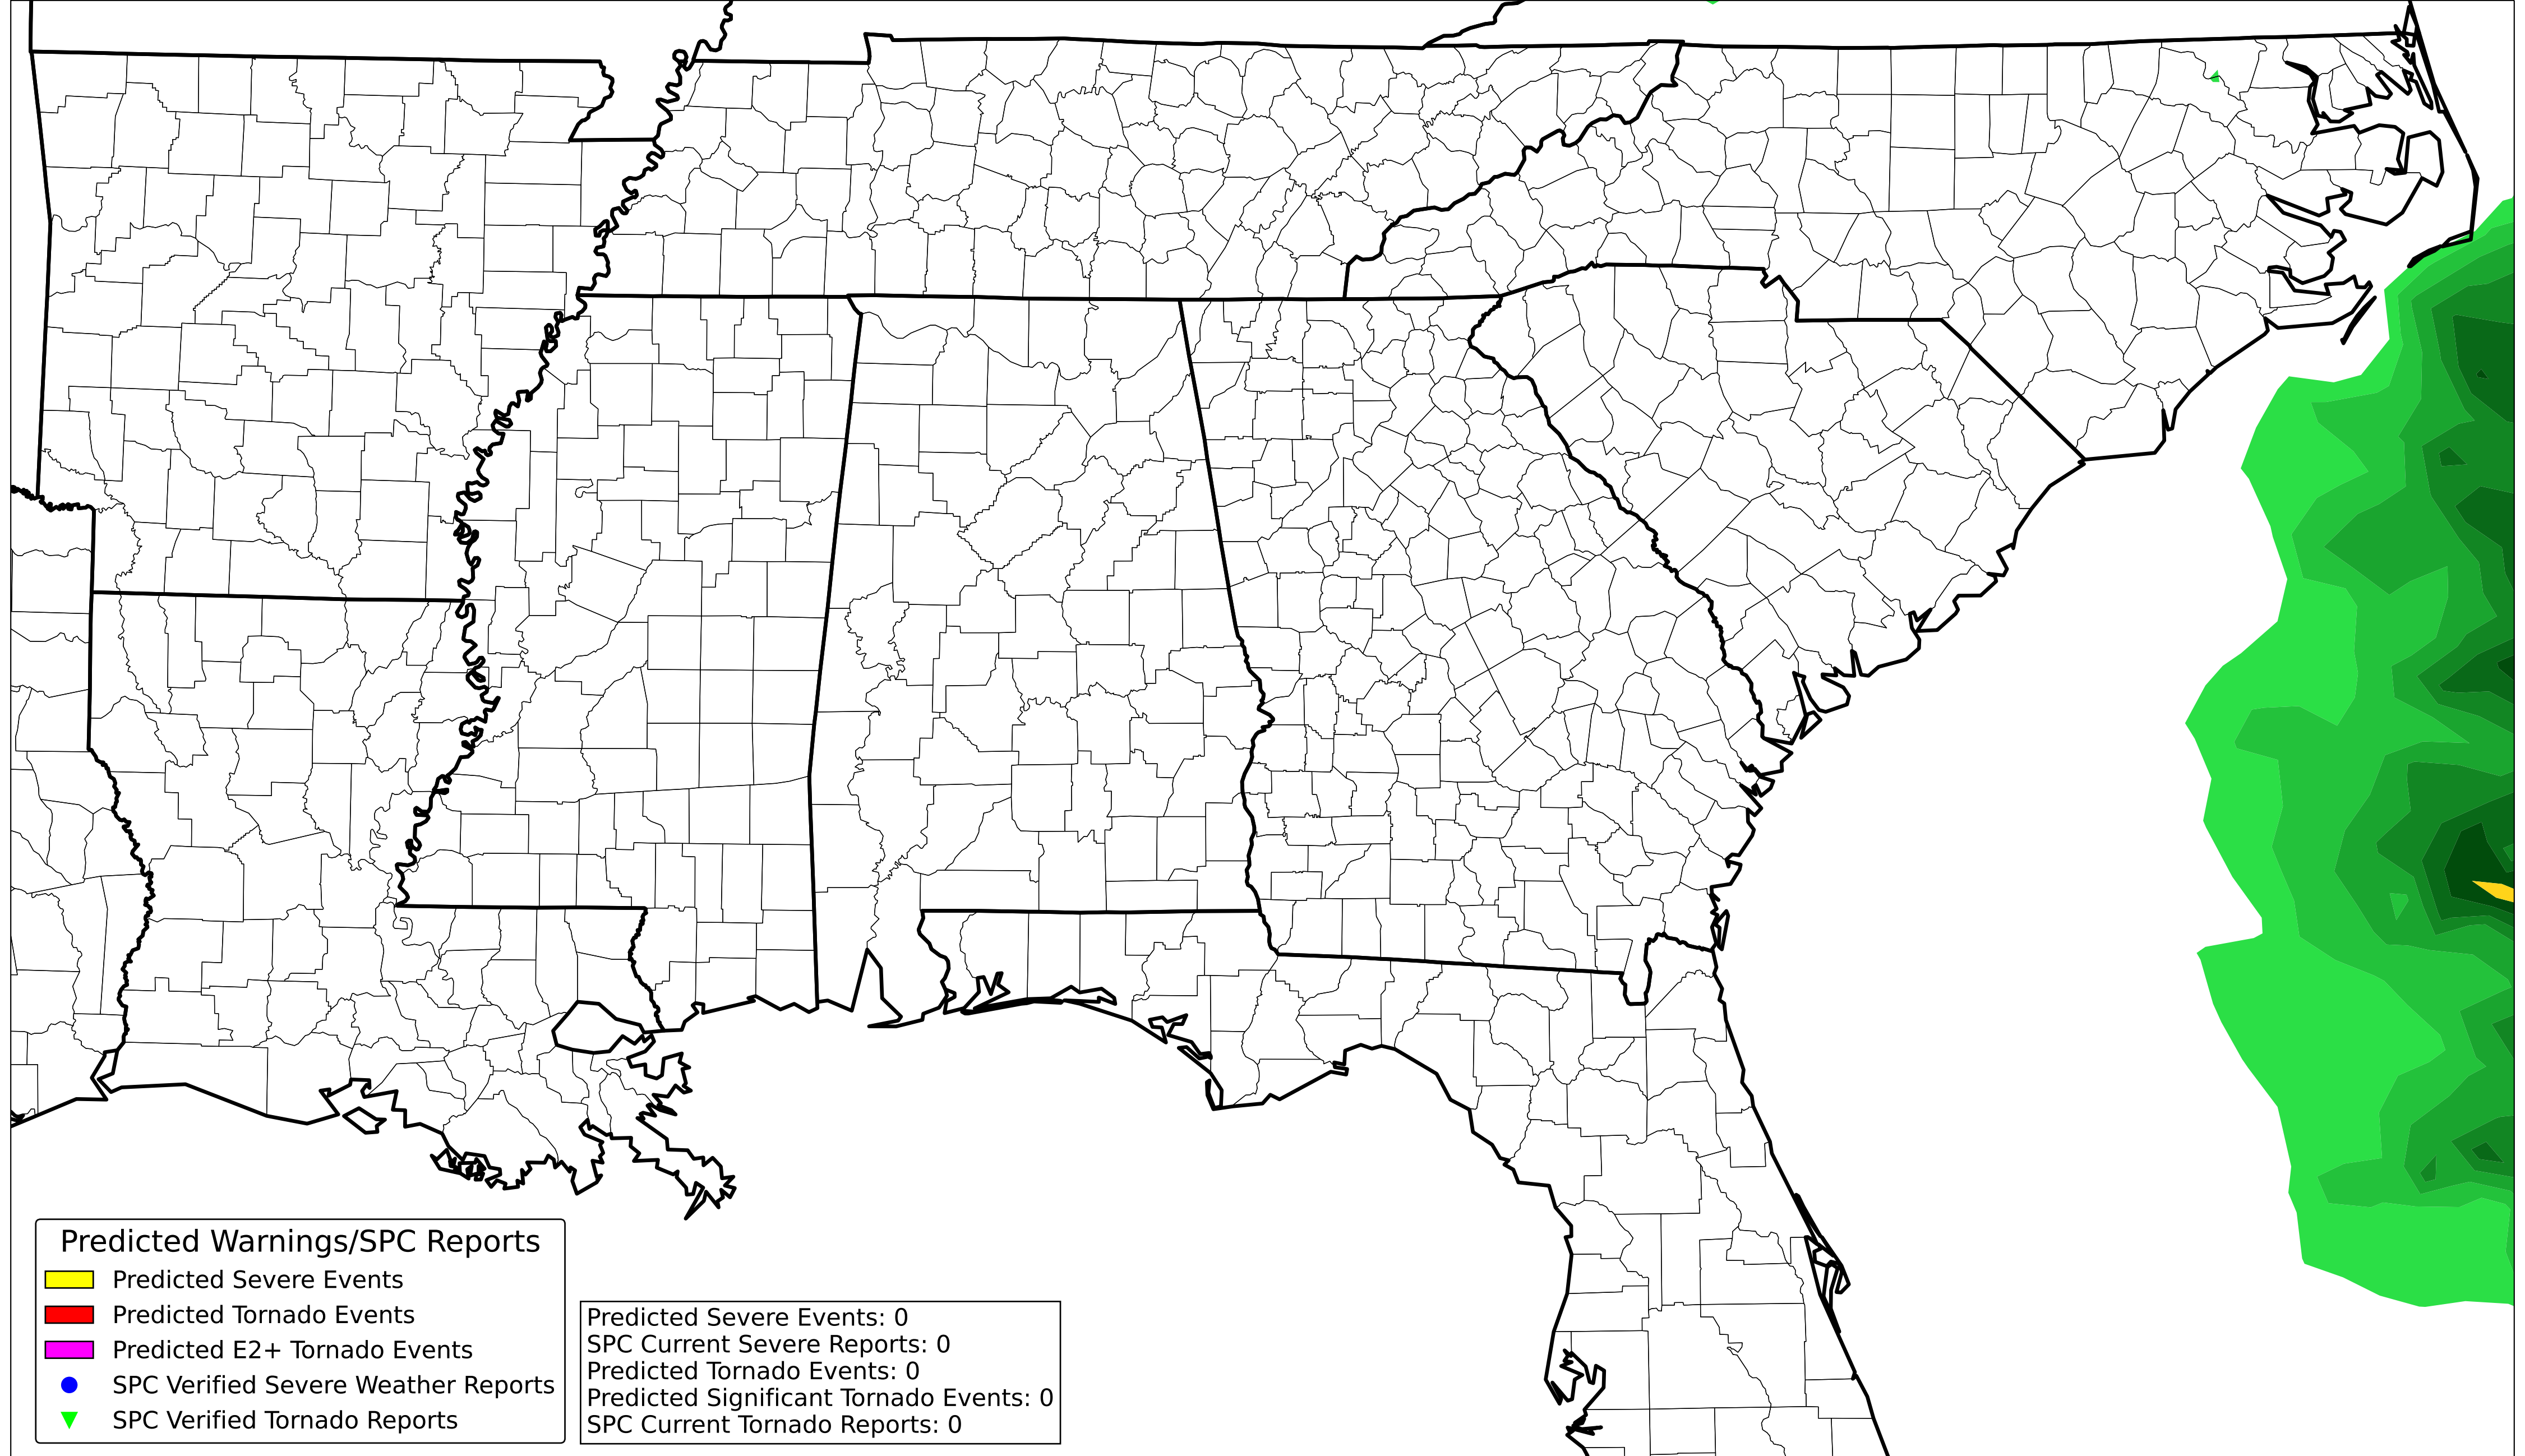 Predicted Warnings/SPC Reports
Predicted Severe Events
Predicted Tornado Events
Predicted E2+ Tornado Events
SPC Verified Severe Weather Reports
SPC Verified Tornado Reports
Predicted Severe Events: 0
SPC Current Severe Reports: 0
Predicted Tornado Events: 0
Predicted Significant Tornado Events: 0
SPC Current Tornado Reports: 0